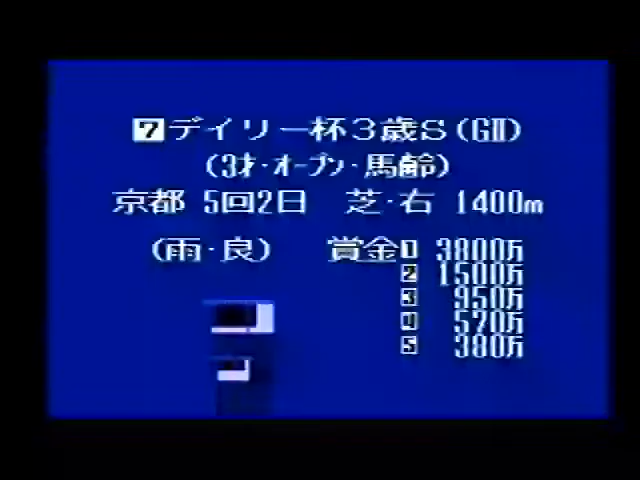 7デイリー杯3歳S(GII)
(3才・オープン・馬齢)
京都 5回2日 芝・右 1400m
(雨・良) 賞金1 3800万
2 1500万
3 950万
4 570万
5 380万